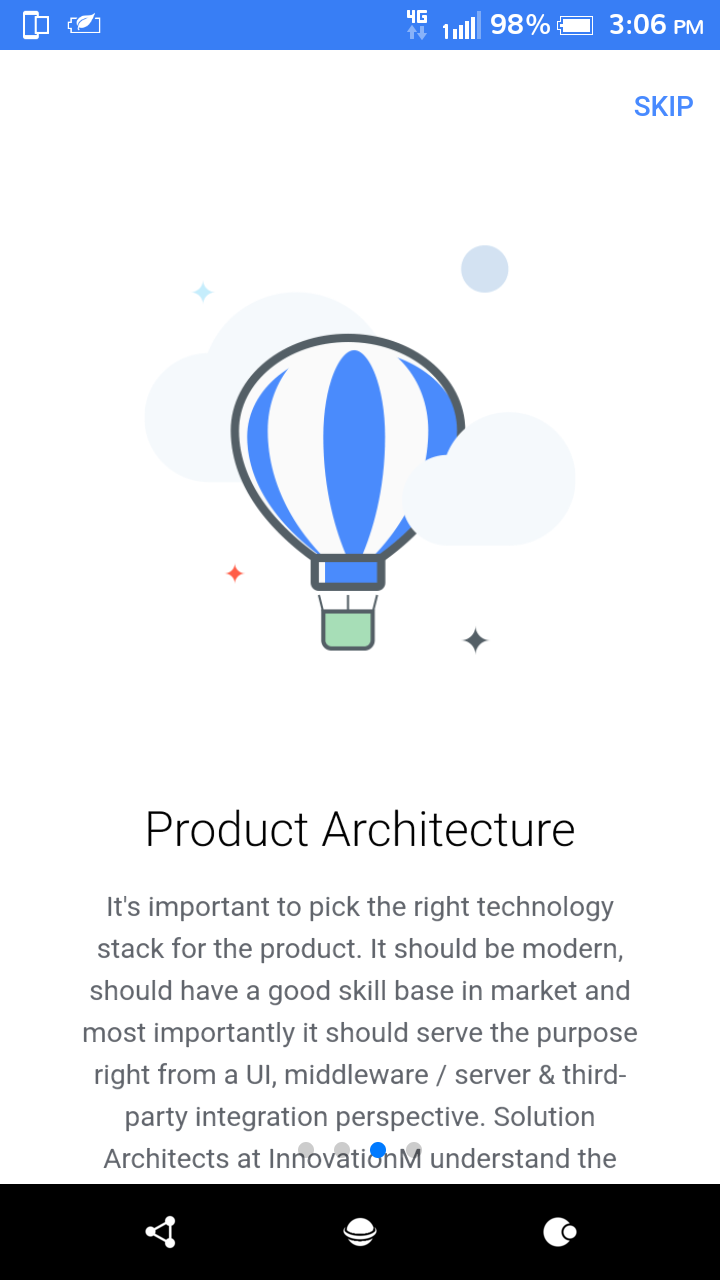 4G 98% 3:06 PM
SKIP
Product Architecture
It's important to pick the right technology
stack for the product. It should be modern,
should have a good skill base in market and
most importantly it should serve the purpose
right from a UI, middleware / server & third-
party integration perspective. Solution
Architects at InnovationM understand the